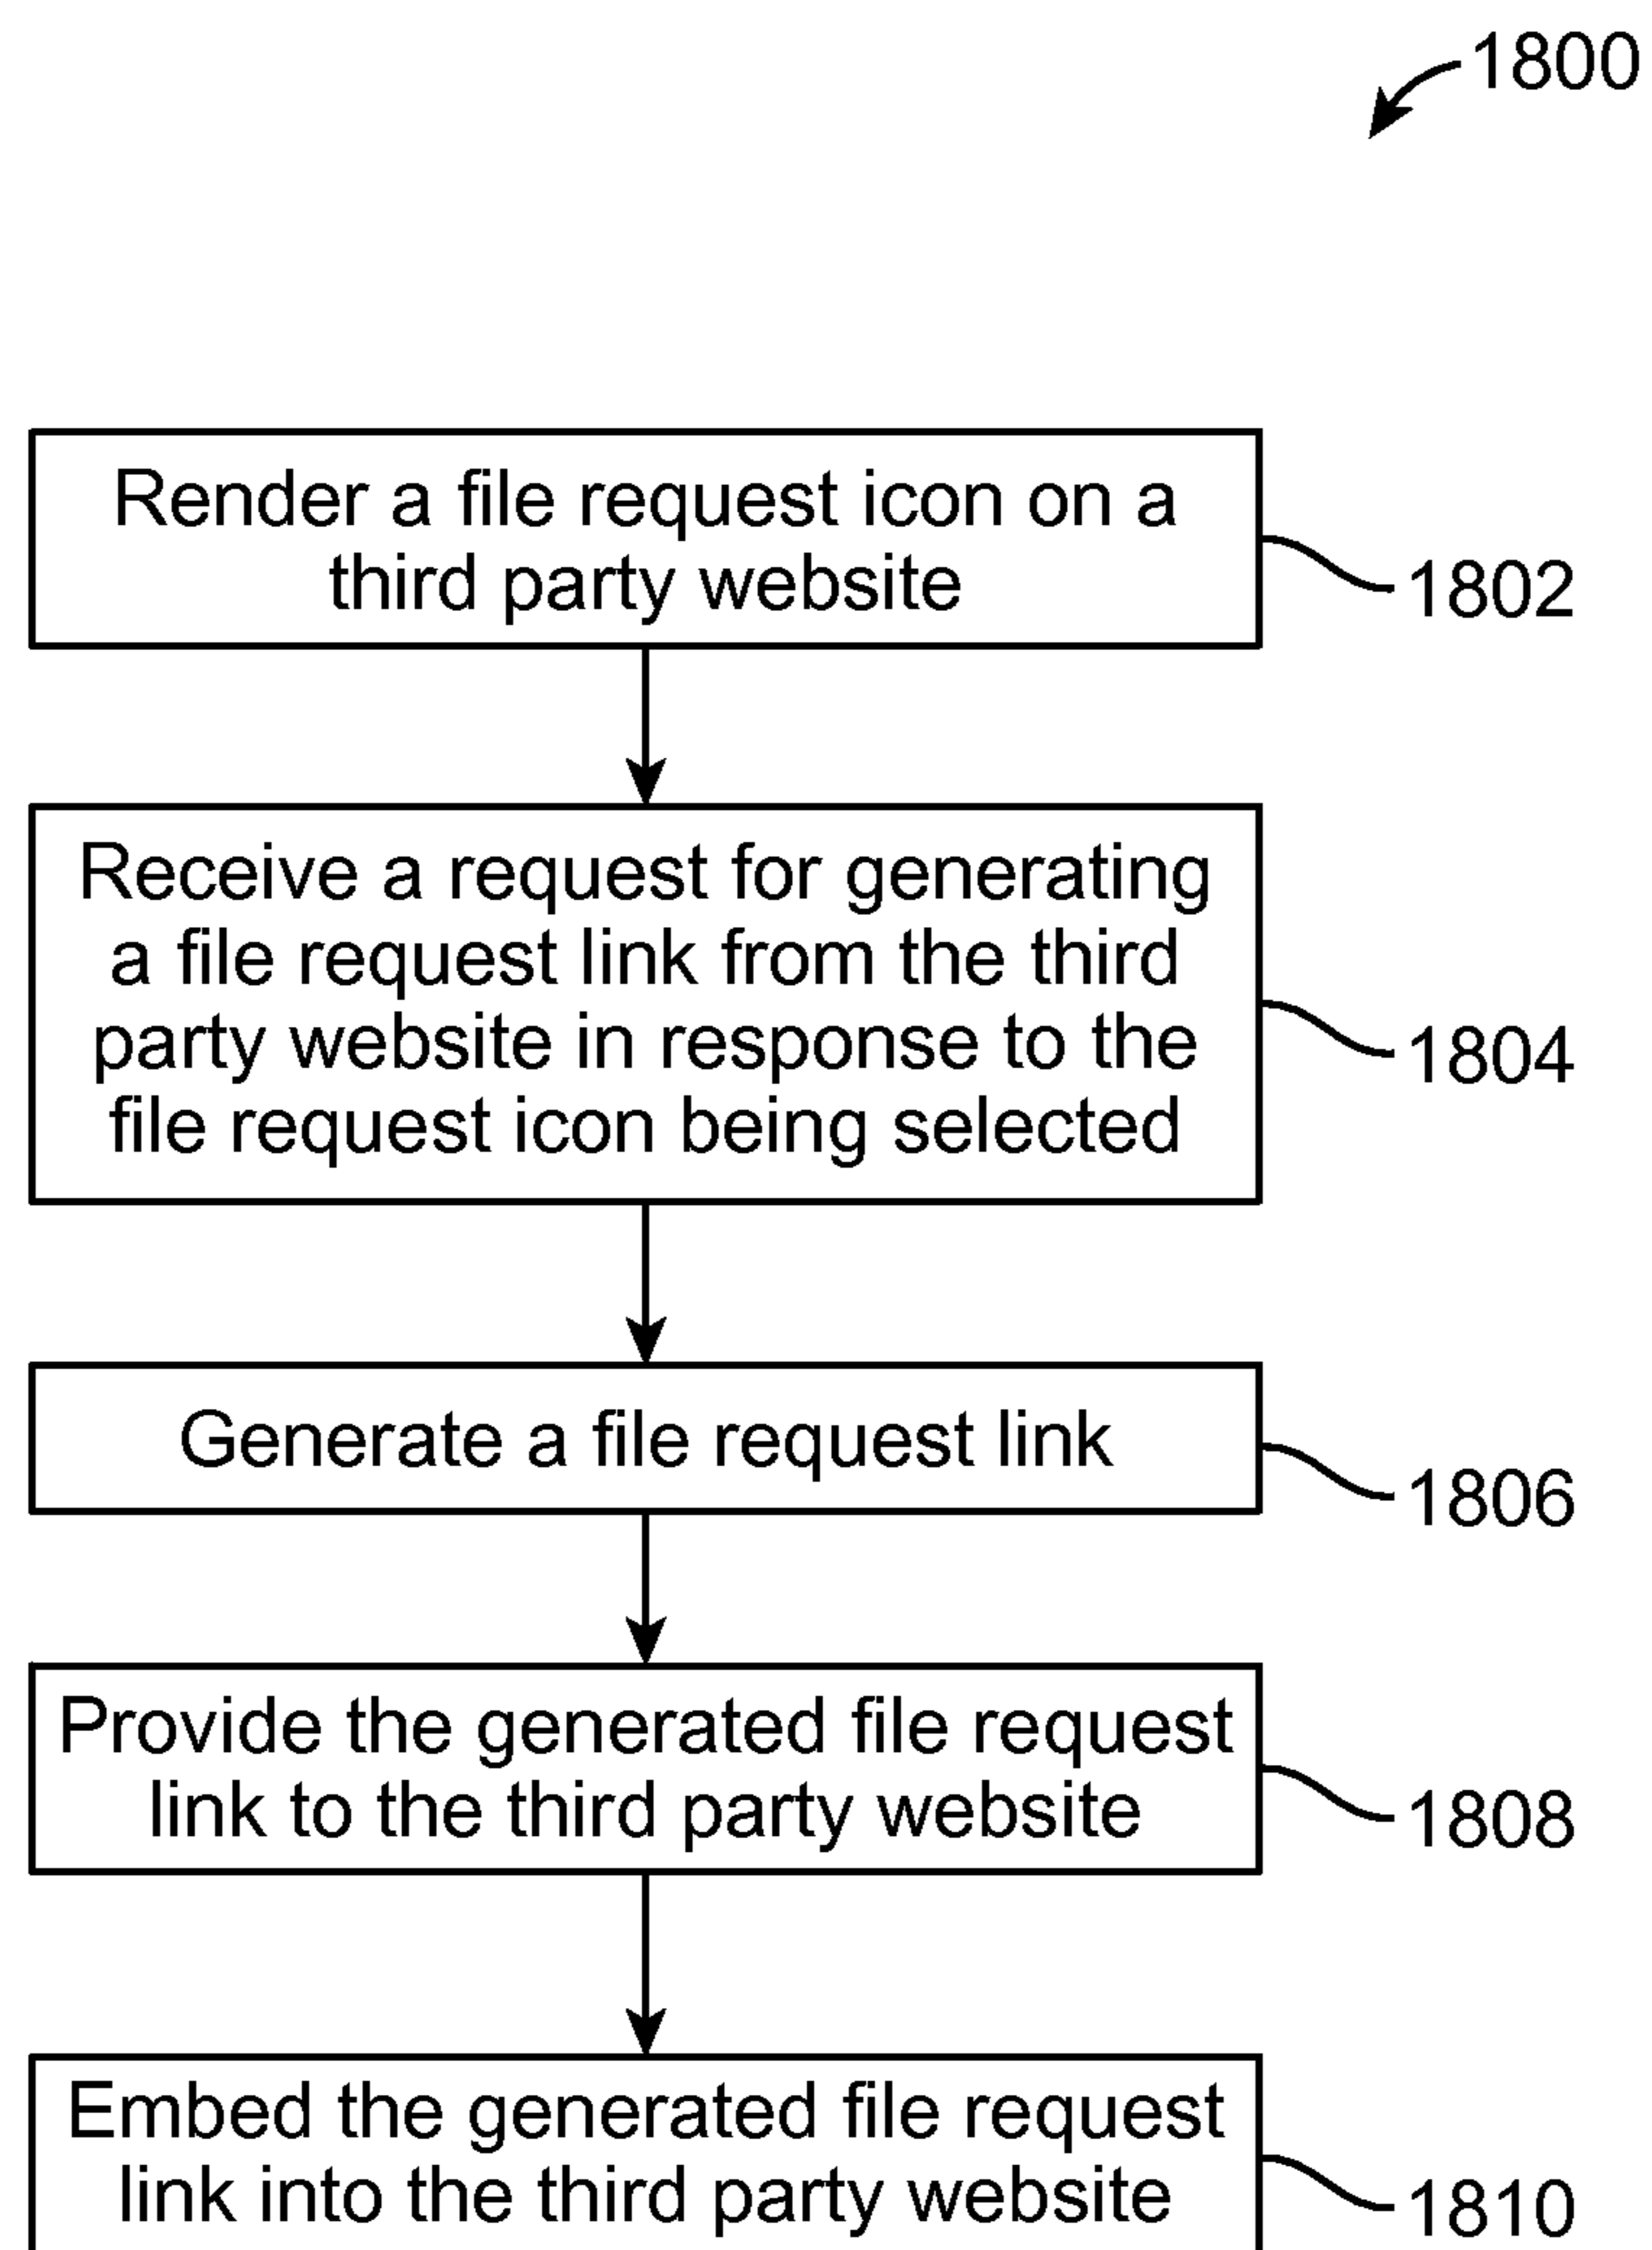 1800
Render a file request icon on a
third party website
1802
Receive a request for generating
a file request link from the third
party website in response to the
file request icon being selected
1804
Generate a file request link
1806
Provide the generated file request
link to the third party website
1808
Embed the generated file request
link into the third party website
1810